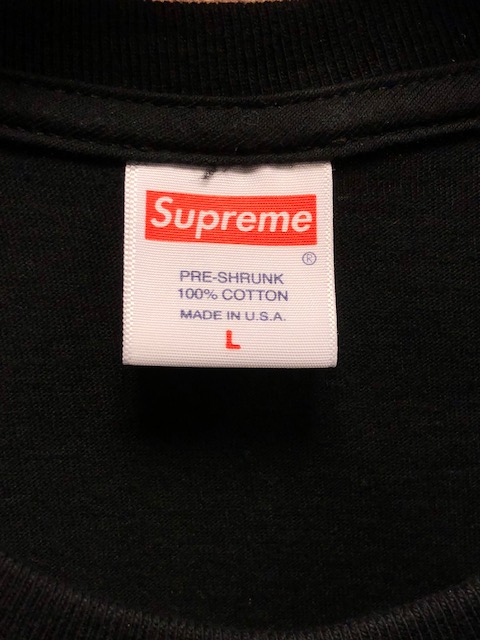 Supreme
®
PRE-SHRUNK
100% COTTON
MADE IN U.S.A.
L